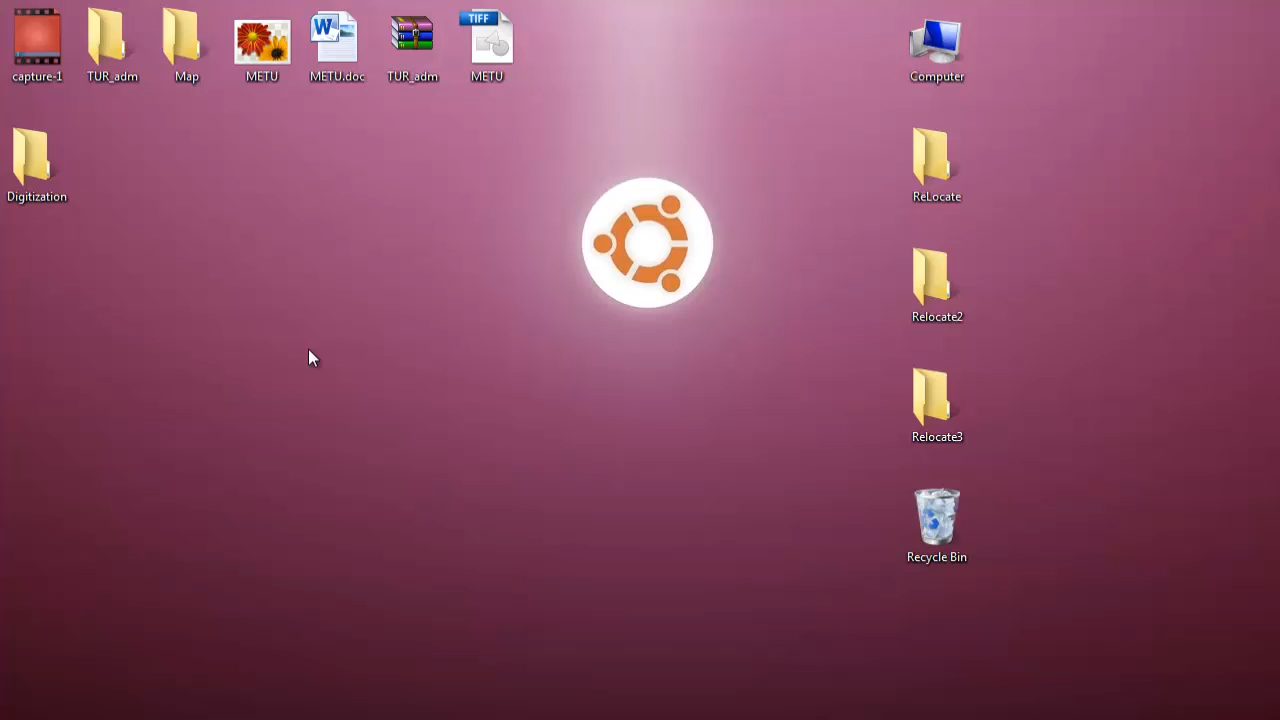 capture-1
TUR_adm
Map
METU
METU.doc
TUR_adm
TIFF
METU
Computer
Digitization
ReLocate
Relocate2
Relocate3
Recycle Bin